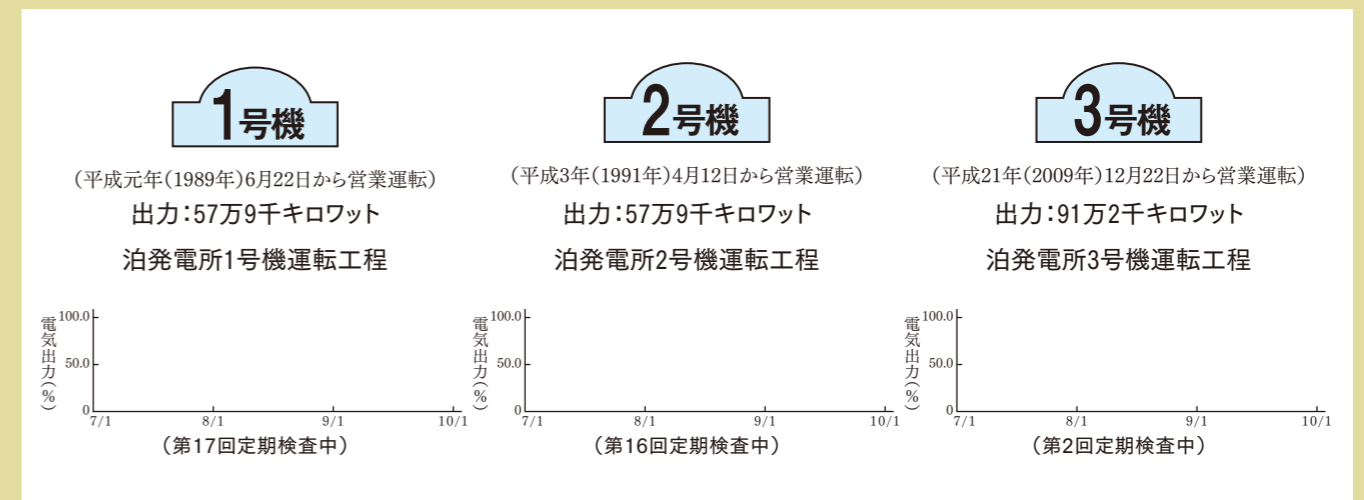 1号機
(平成元年(1989年)6月22日から営業運転)
出力:57万9千キロワット
泊発電所1号機運転工程
電気出力(%)
100.0
50.0
0
7/1 8/1 9/1 10/1
(第17回定期検査中)
2号機
(平成3年(1991年)4月12日から営業運転)
出力:57万9千キロワット
泊発電所2号機運転工程
電気出力(%)
100.0
50.0
0
7/1 8/1 9/1 10/1
(第16回定期検査中)
3号機
(平成21年(2009年)12月22日から営業運転)
出力:91万2千キロワット
泊発電所3号機運転工程
電気出力(%)
100.0
50.0
0
7/1 8/1 9/1 10/1
(第2回定期検査中)